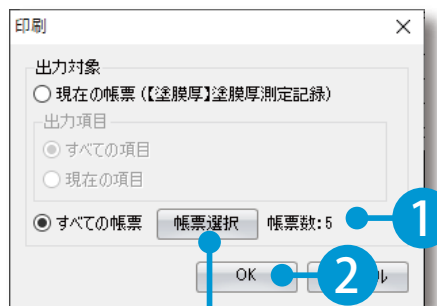 印刷
出力対象
現在の帳票(【塗膜厚】塗膜厚測定記録)
出力項目
すべての項目
現在の項目
すべての帳票 帳票選択 帳票数:5 1
OK 2 ル